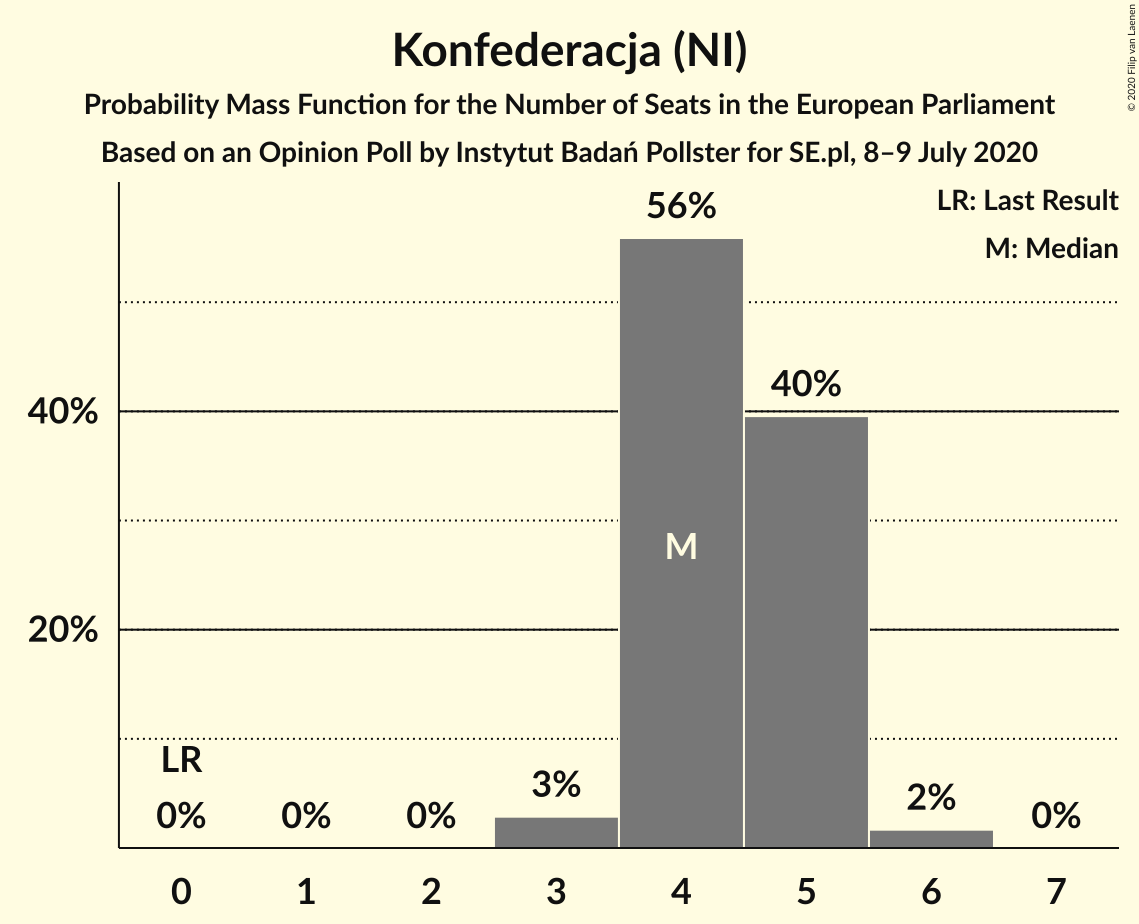 Konfederacja (NI)
Probability Mass Function for the Number of Seats in the European Parliament
Based on an Opinion Poll by Instytut Badań Pollster for SE.pl, 8–9 July 2020
© 2020 Filip van Laenen
LR: Last Result
M: Median
56%
40%
40%
M
20%
LR
0%
0%
0%
3%
2%
0%
0
1
2
3
4
5
6
7